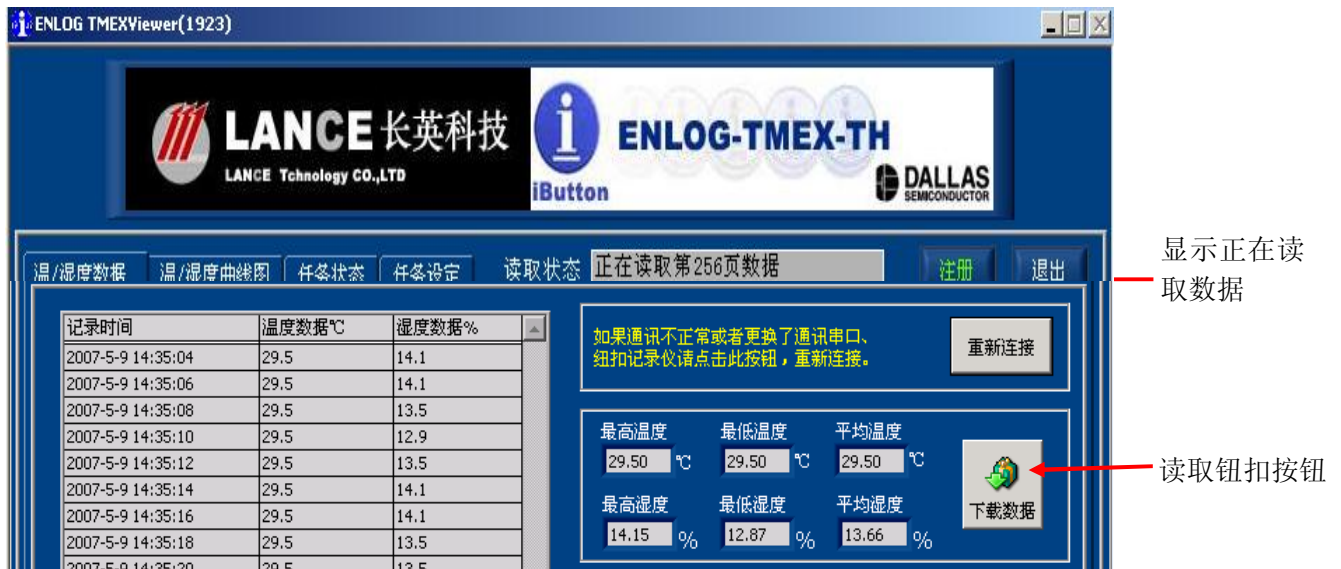 ENLOG TMEXViewer(1923)
LANCE 长英科技
LANCE Tchnology CO.,LTD
iButton
ENLOG-TMEX-TH
DALLAS
SEMICONDUCTOR
温/湿度数据 温/湿度曲线图 任务状态 任务设定 读取状态 正在读取第256页数据 注册 退出
显示正在读
取数据
记录时间 温度数据℃ 湿度数据%
2007-5-9 14:35:04 29.5 14.1
2007-5-9 14:35:06 29.5 14.1
2007-5-9 14:35:08 29.5 13.5
2007-5-9 14:35:10 29.5 12.9
2007-5-9 14:35:12 29.5 13.5
2007-5-9 14:35:14 29.5 14.1
2007-5-9 14:35:16 29.5 14.1
2007-5-9 14:35:18 29.5 13.5
2007-5-9 14:35:20 29.5 13.5
如果通讯不正常或者更换了通讯串口、
纽扣记录仪请点击此按钮，重新连接。
重新连接
最高温度 最低温度 平均温度
29.50 ℃ 29.50 ℃ 29.50 ℃
最高湿度 最低湿度 平均湿度
14.15 % 12.87 % 13.66 %
下载数据
读取钮扣按钮